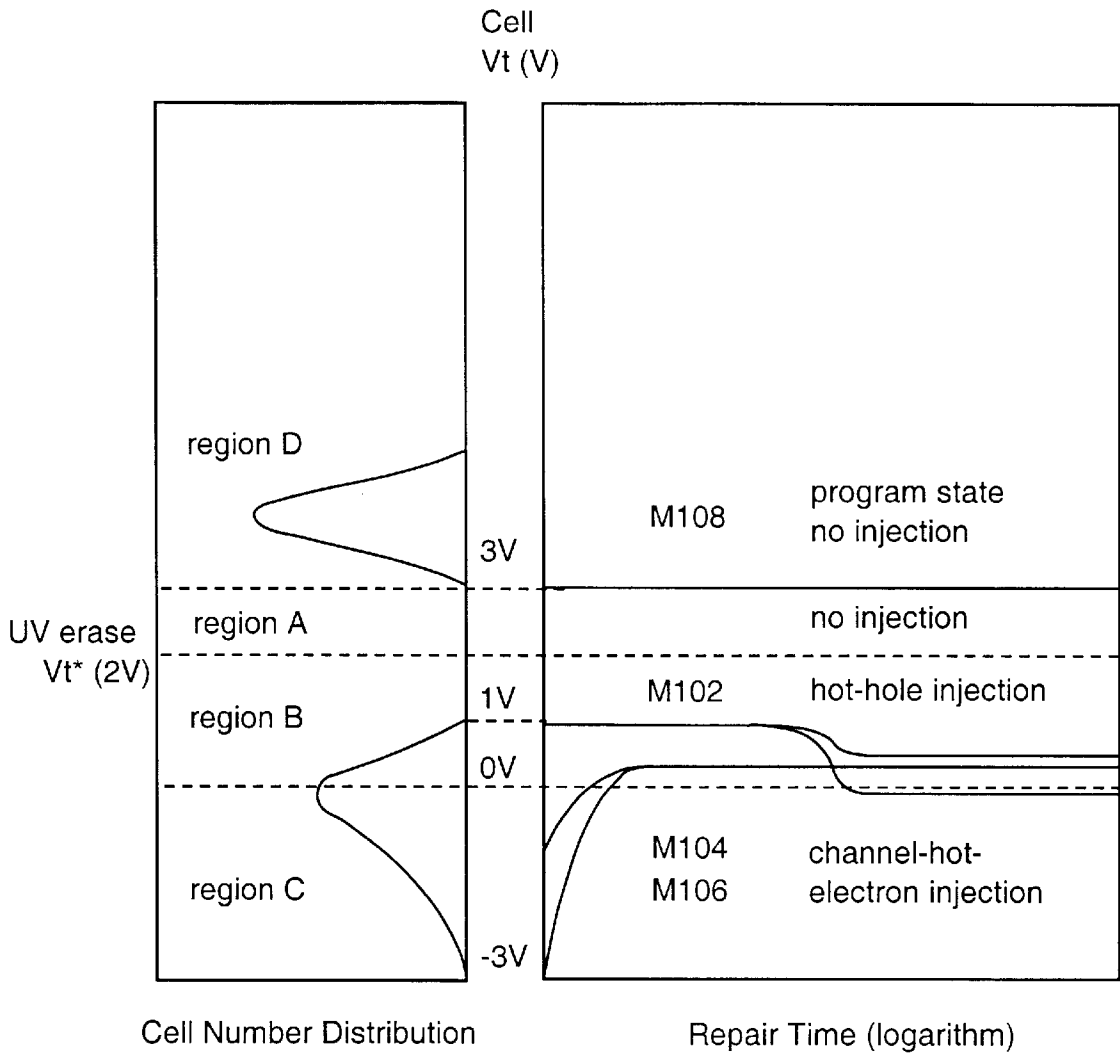 Cell
Vt (V)
region D
3V
M108
program state
no injection
UV erase
Vt* (2V)
region A
no injection
region B
1V
M102
hot-hole injection
0V
region C
M104
M106
channel-hot-
electron injection
-3V
Cell Number Distribution
Repair Time (logarithm)